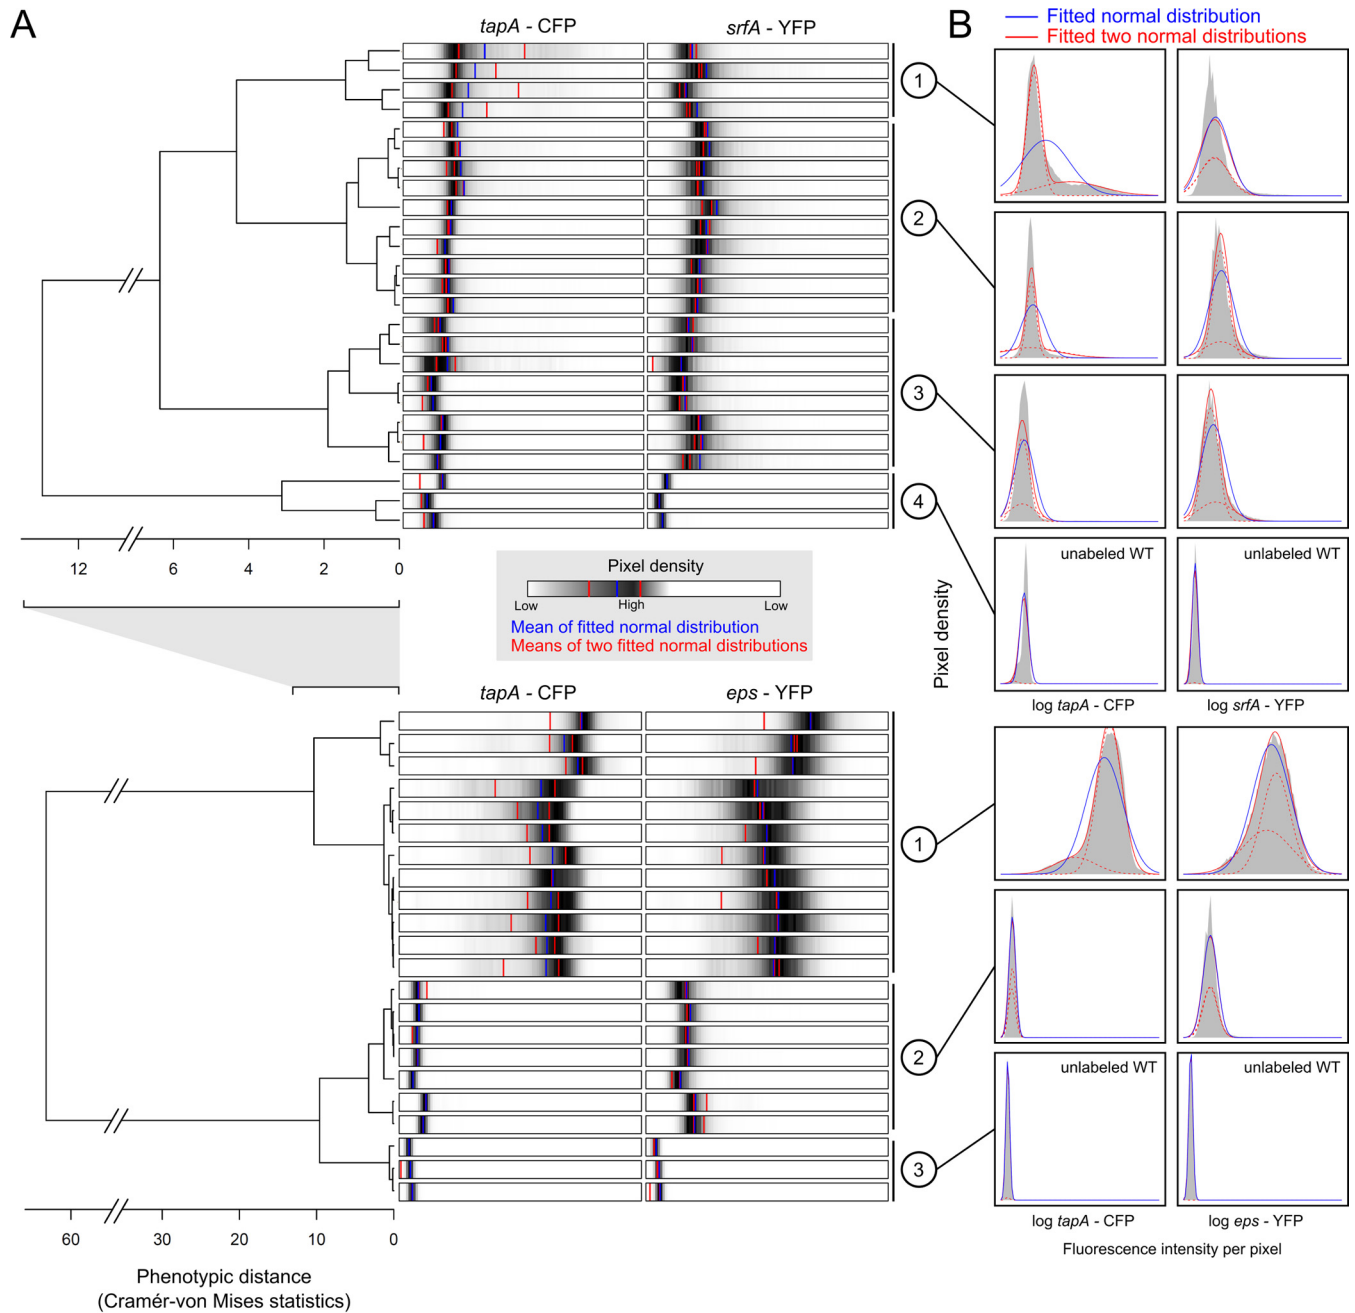 A
tapA - CFP
srfA - YFP
B
Fitted normal distribution
Fitted two normal distributions
1
2
3
4
12
6
4
2
0
Pixel density
Low
High
Low
Mean of fitted normal distribution
Means of two fitted normal distributions
Pixel density
unabeled WT
unlabeled WT
log tapA - CFP
log srfA - YFP
tapA - CFP
eps - YFP
1
2
3
unlabeled WT
unlabeled WT
log tapA - CFP
log eps - YFP
Fluorescence intensity per pixel
60
30
20
10
0
Phenotypic distance
(Cramér-von Mises statistics)